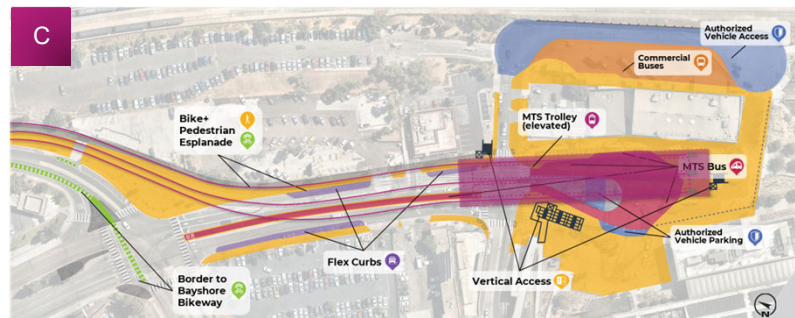 C
Authorized
Vehicle Access
Commercial
Buses
Bike+
Pedestrian
Esplanade
MTS Trolley
(elevated)
MTS Bus
Flex Curbs
Authorized
Vehicle Parking
Vertical Access
Border to
Bayshore
Bikeway
N